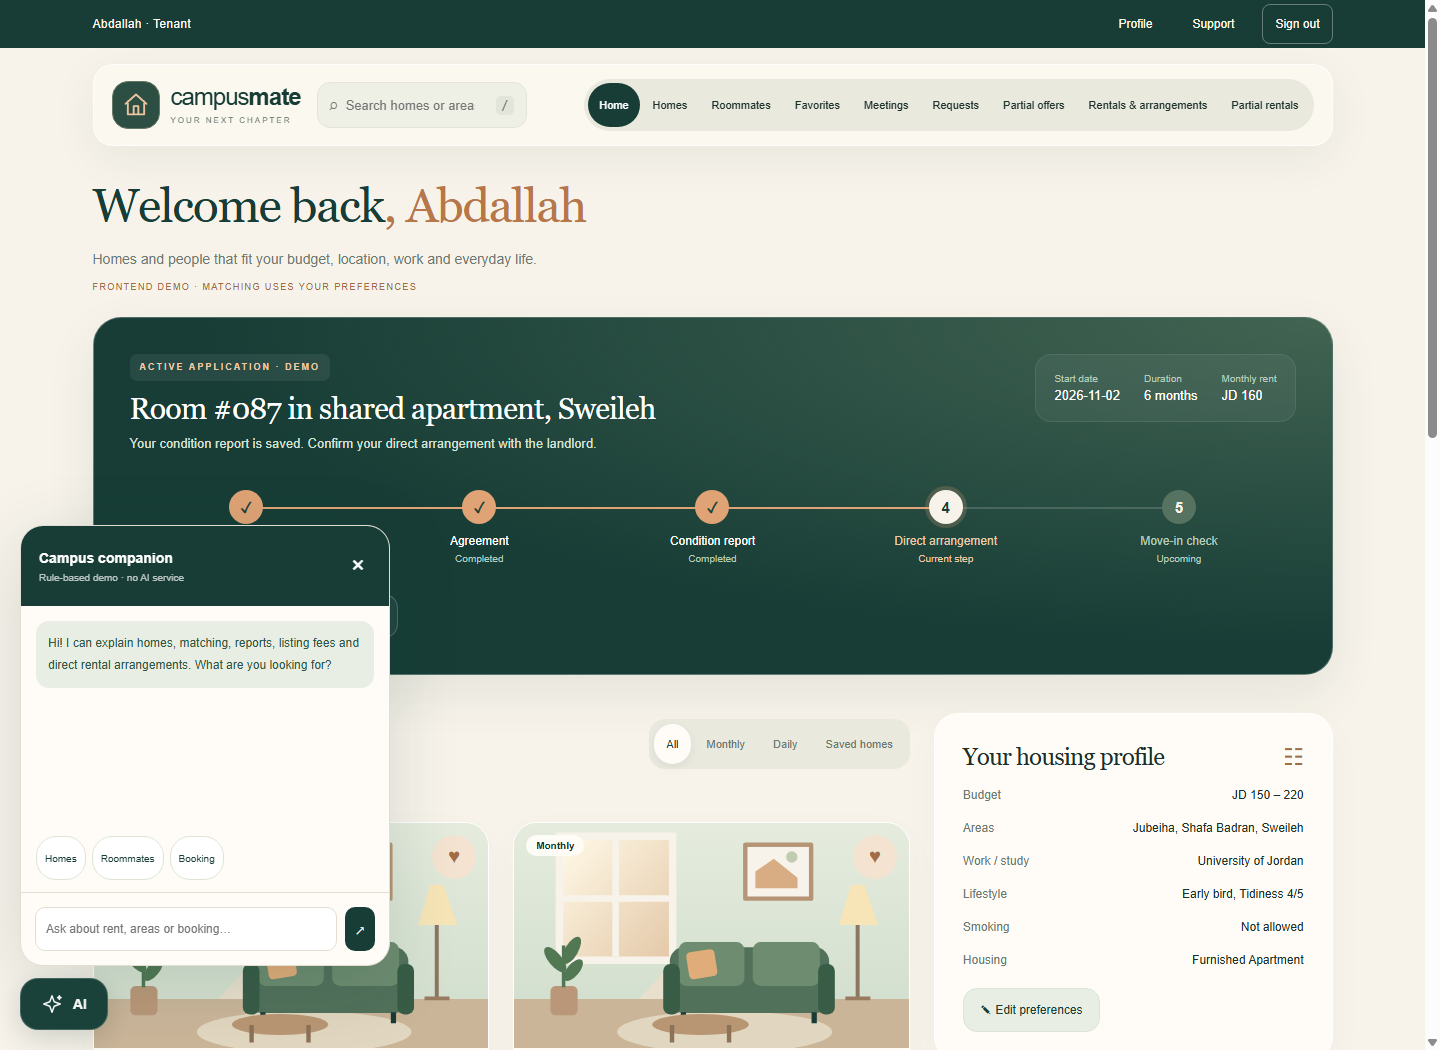 Abdallah · Tenant
Profile
Support
Sign out
campusmate
YOUR NEXT CHAPTER
Search homes or area
/
Home
Homes
Roommates
Favorites
Meetings
Requests
Partial offers
Rentals & arrangements
Partial rentals
Welcome back, Abdallah
Homes and people that fit your budget, location, work and everyday life.
FRONTEND DEMO · MATCHING USES YOUR PREFERENCES
ACTIVE APPLICATION · DEMO
Room #087 in shared apartment, Sweileh
Your condition report is saved. Confirm your direct arrangement with the landlord.
Start date
2026-11-02
Duration
6 months
Monthly rent
JD 160
✓
✓
✓
4
5
Agreement
Completed
Condition report
Completed
Direct arrangement
Current step
Move-in check
Upcoming
Campus companion
Rule-based demo · no AI service
Hi! I can explain homes, matching, reports, listing fees and
direct rental arrangements. What are you looking for?
Homes
Roommates
Booking
Ask about rent, areas or booking...
AI
All
Monthly
Daily
Saved homes
Monthly
Your housing profile
Budget
JD 150 – 220
Areas
Jubeiha, Shafa Badran, Sweileh
Work / study
University of Jordan
Lifestyle
Early bird, Tidiness 4/5
Smoking
Not allowed
Housing
Furnished Apartment
Edit preferences